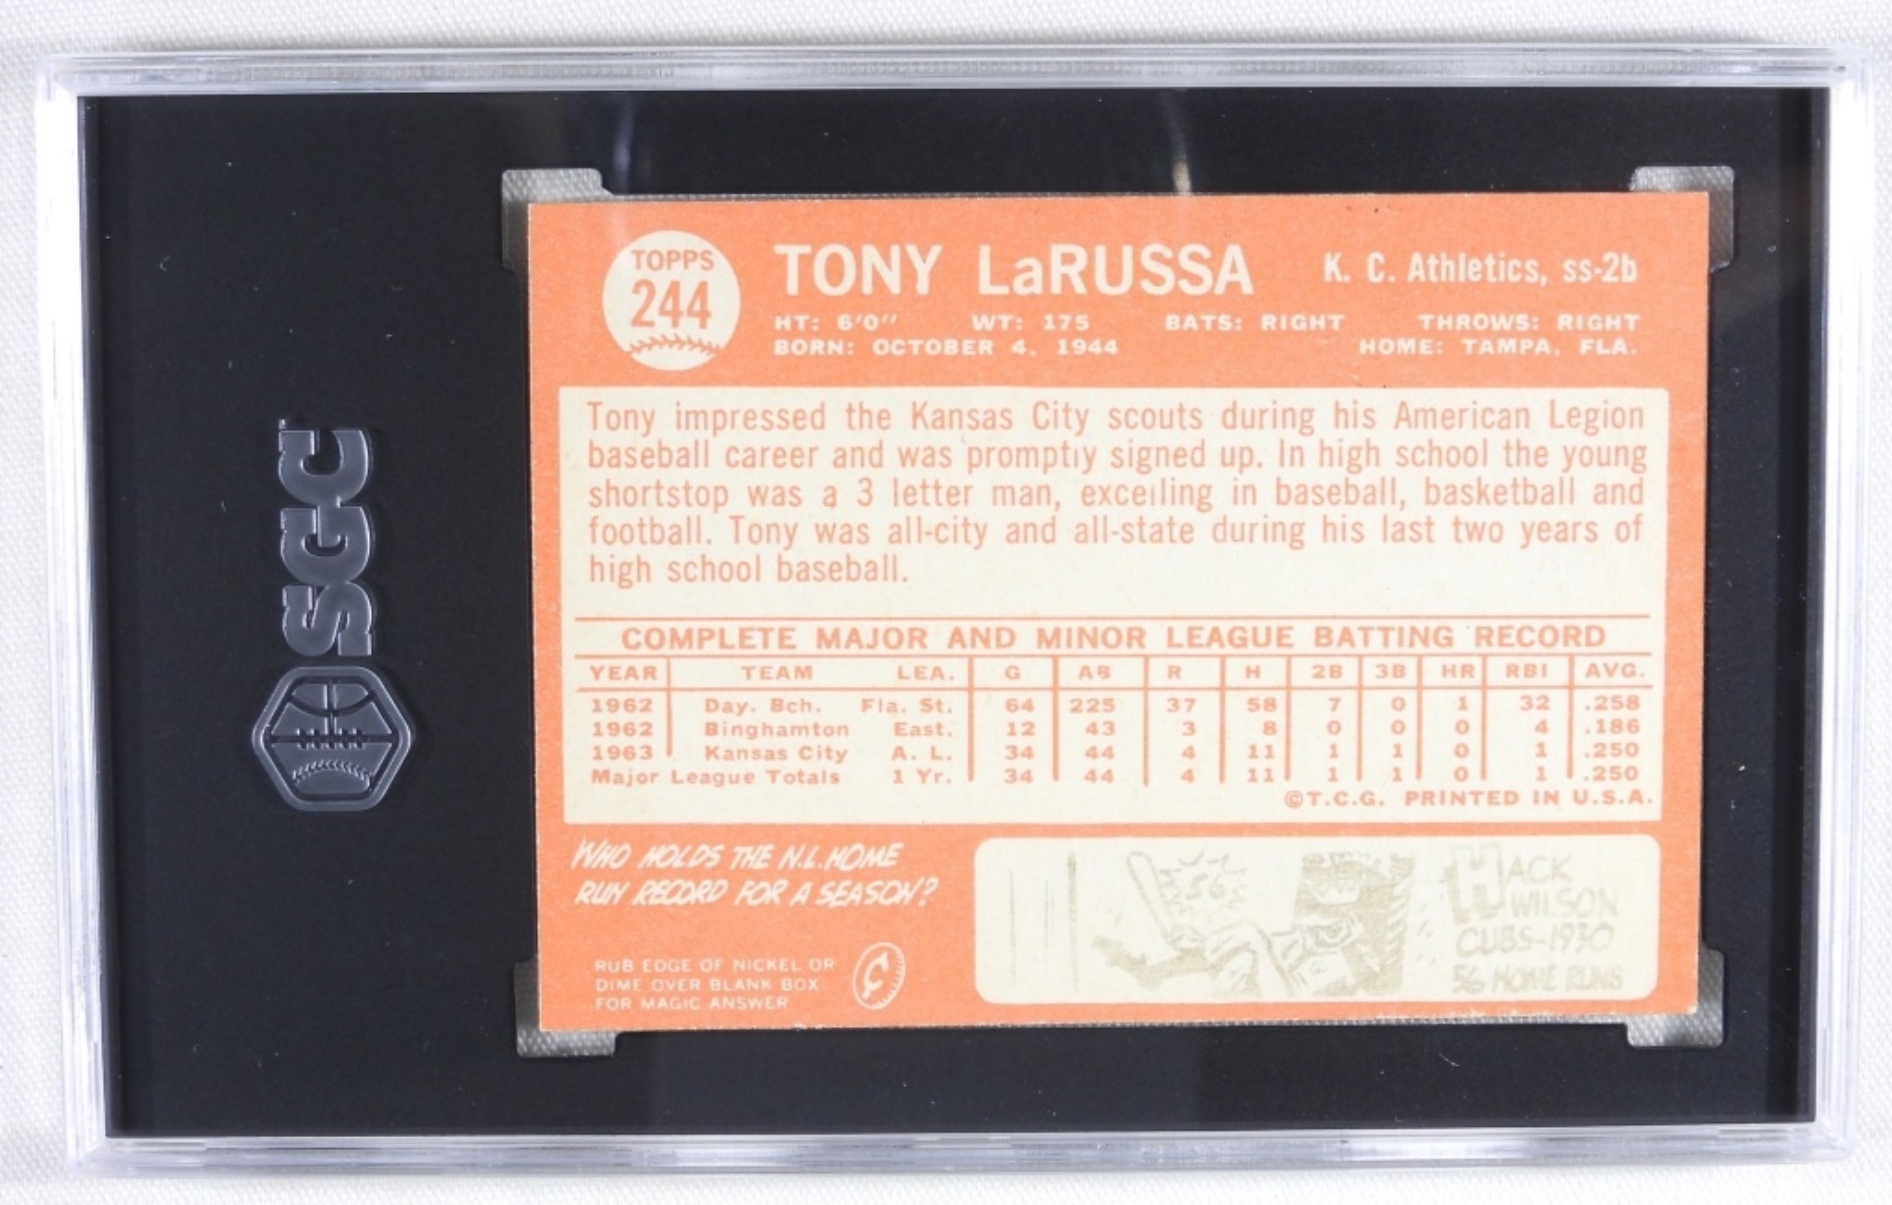 SGC
TOPPS
244
TONY LaRUSSA K. C. Athletics, ss-2b
HT: 6'0" WT: 175 BATS: RIGHT THROWS: RIGHT
BORN: OCTOBER 4, 1944 HOME: TAMPA, FLA.
Tony impressed the Kansas City scouts during his American Legion
baseball career and was promptly signed up. In high school the young
shortstop was a 3 letter man, excelling in baseball, basketball and
football. Tony was all-city and all-state during his last two years of
high school baseball.
COMPLETE MAJOR AND MINOR LEAGUE BATTING RECORD
YEAR TEAM LEA. G AB R H 2B 3B HR RBI AVG.
1962 Day. Bch. Fla. St. 64 225 37 58 7 0 1 32 .258
1962 Binghamton East. 12 43 3 8 0 0 0 4 .186
1963 Kansas City A. L. 34 44 4 11 1 1 0 1 .250
Major League Totals 1 Yr. 34 44 4 11 1 1 0 1 .250
©T.C.G. PRINTED IN U.S.A.
WHO HOLDS THE N.L. HOME
RUN RECORD FOR A SEASON?
RUB EDGE OF NICKEL OR
DIME OVER BLANK BOX
FOR MAGIC ANSWER
56
HACK
WILSON
CUBS-1930
56 HOME RUNS